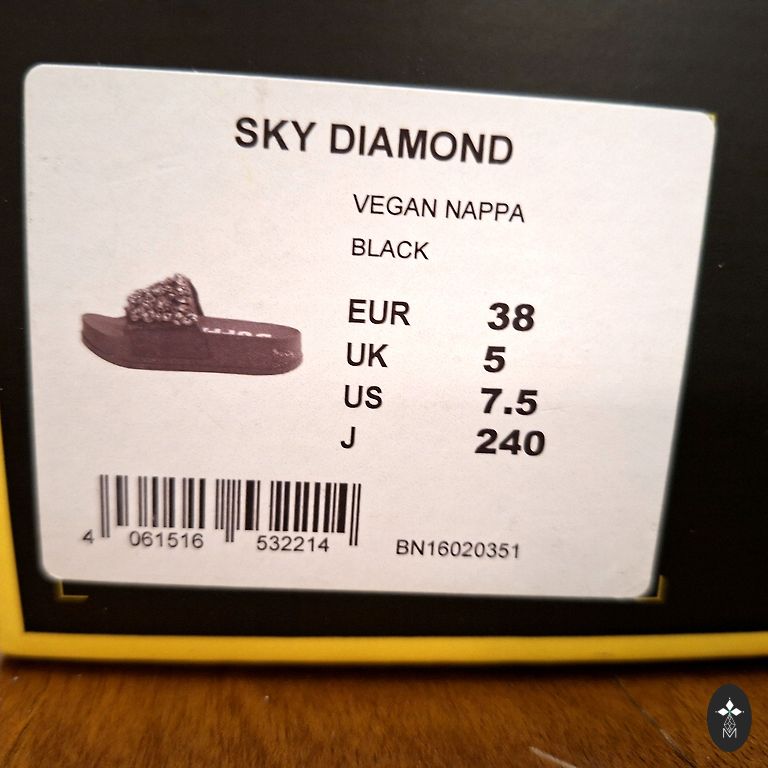 SKY DIAMOND
VEGAN NAPPA
BLACK
EUR 38
UK 5
US 7.5
J 240
4 061516 532214
BN16020351
M